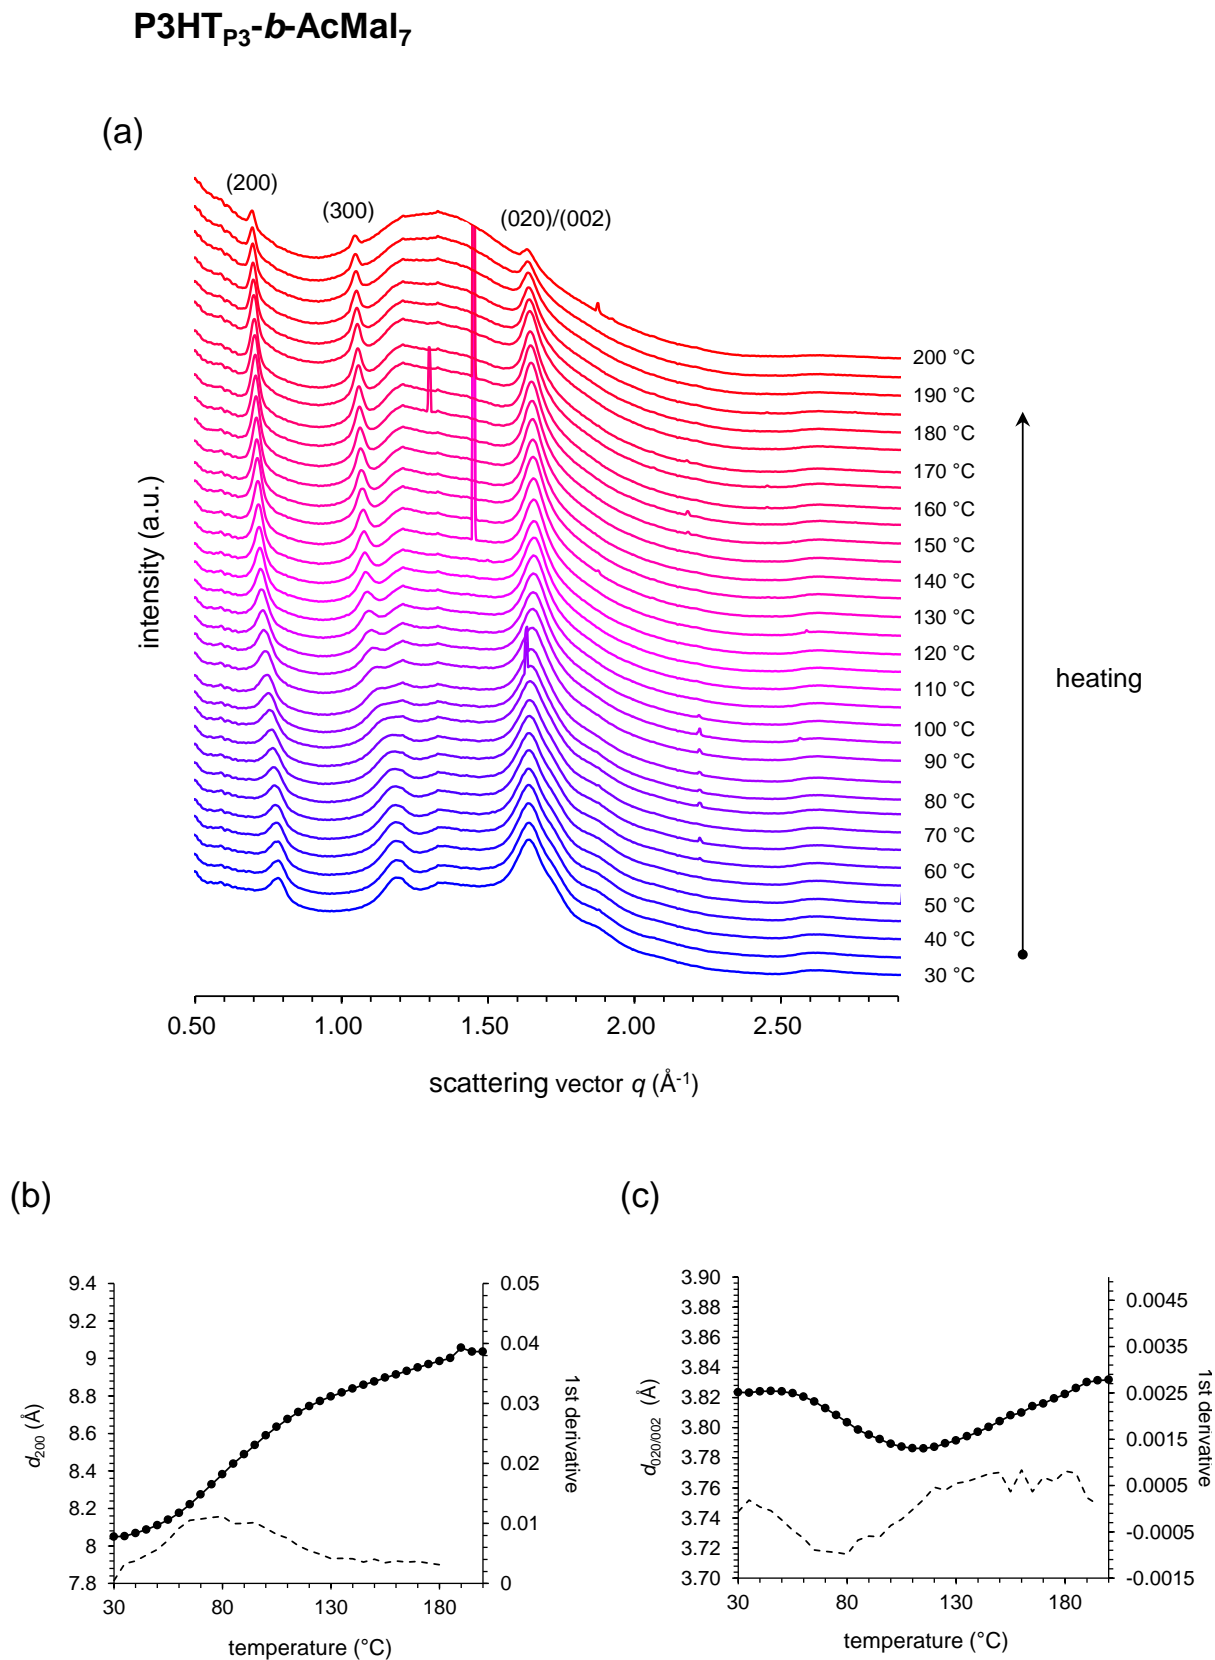 P3HTP3-b-AcMal7
(a)
(200)
(300)
(020)/(002)
200 °C
190 °C
180 °C
170 °C
160 °C
150 °C
140 °C
130 °C
120 °C
110 °C
100 °C
90 °C
80 °C
70 °C
60 °C
50 °C
40 °C
30 °C
heating
intensity (a.u.)
0.50 1.00 1.50 2.00 2.50
scattering vector q (Å-1)
(b)
9.4
9.2
9
8.8
8.6
8.4
8.2
8
7.8
d200 (Å)
0.05
0.04
0.03
0.02
0.01
0
1st derivative
30 80 130 180
temperature (°C)
(c)
3.90
3.88
3.86
3.84
3.82
3.80
3.78
3.76
3.74
3.72
3.70
d020/002 (Å)
0.0045
0.0035
0.0025
0.0015
0.0005
-0.0005
-0.0015
1st derivative
30 80 130 180
temperature (°C)